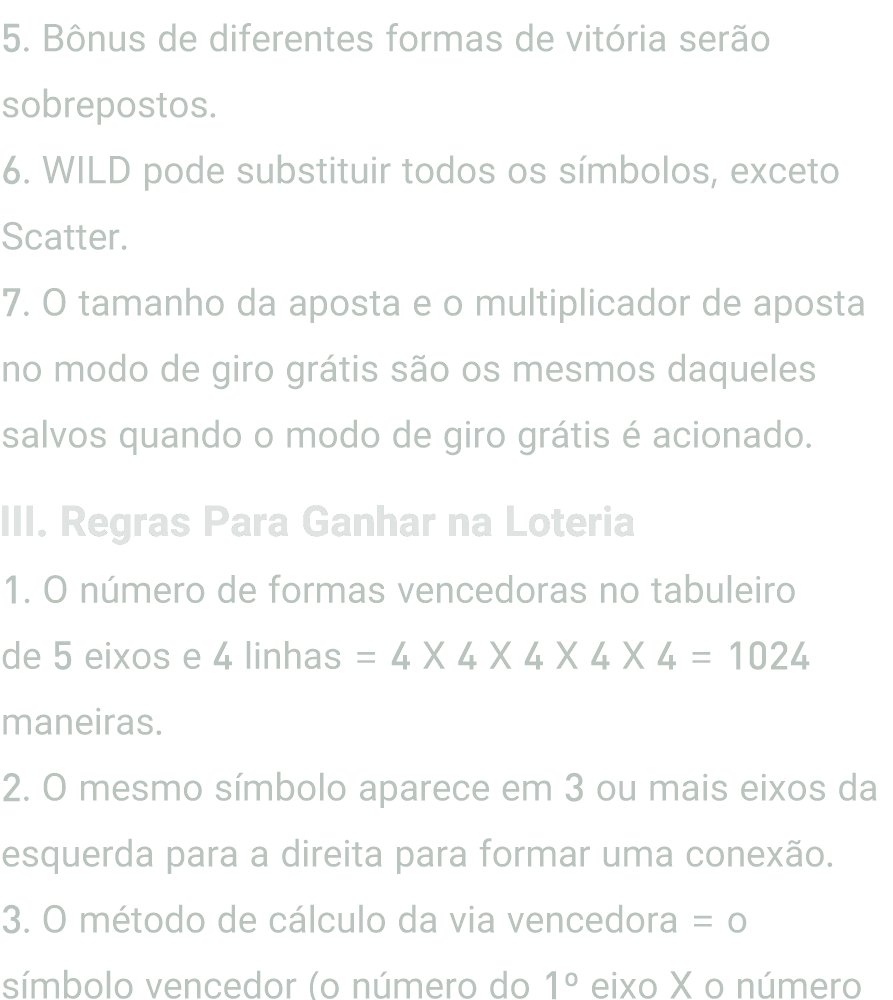 5. Bônus de diferentes formas de vitória serão
sobrepostos.
6. WILD pode substituir todos os símbolos, exceto
Scatter.
7. O tamanho da aposta e o multiplicador de aposta
no modo de giro grátis são os mesmos daqueles
salvos quando o modo de giro grátis é acionado.
III. Regras Para Ganhar na Loteria
1. O número de formas vencedoras no tabuleiro
de 5 eixos e 4 linhas = 4 X 4 X 4 X 4 X 4 = 1024
maneiras.
2. O mesmo símbolo aparece em 3 ou mais eixos da
esquerda para a direita para formar uma conexão.
3. O método de cálculo da via vencedora = o
símbolo vencedor (o número do 1º eixo X o número